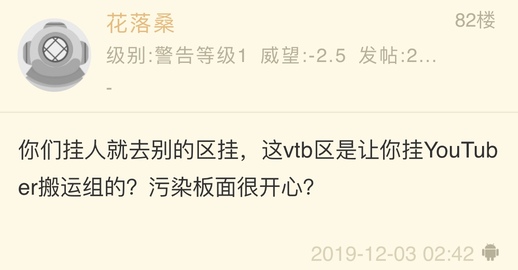 花落桑
82楼
级别:警告等级1 威望:-2.5 发帖:2...
-
你们挂人就去别的区挂，这vtb区是让你挂YouTub
er搬运组的？污染板面很开心？
2019-12-03 02:42